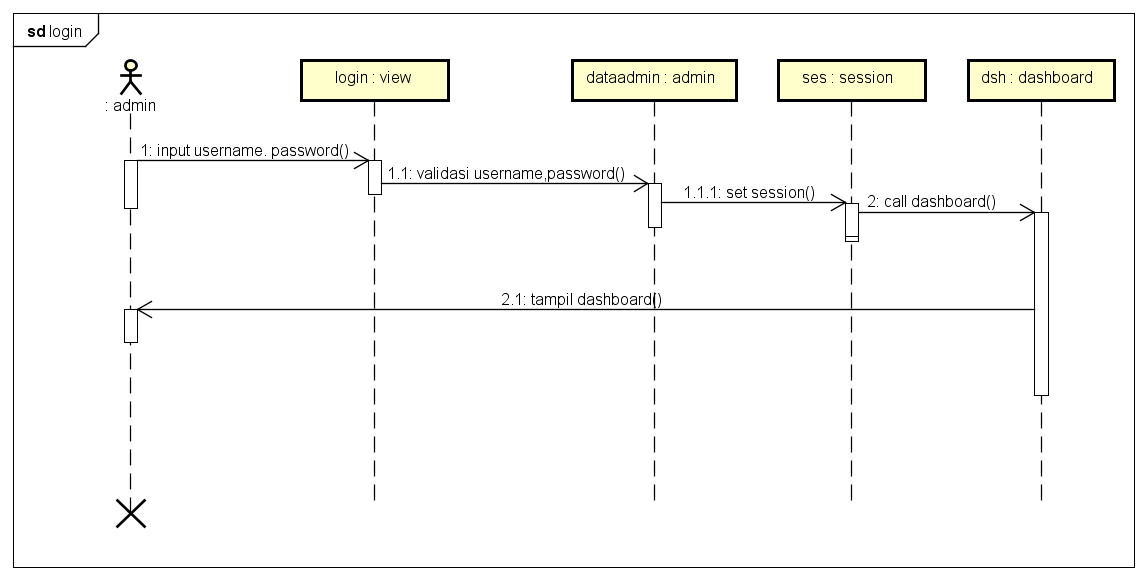 sd login
: admin
login : view
dataadmin : admin
ses : session
dsh : dashboard
1: input username. password()
1.1: validasi username,password()
1.1.1: set session()
2: call dashboard()
2.1: tampil dashboard()